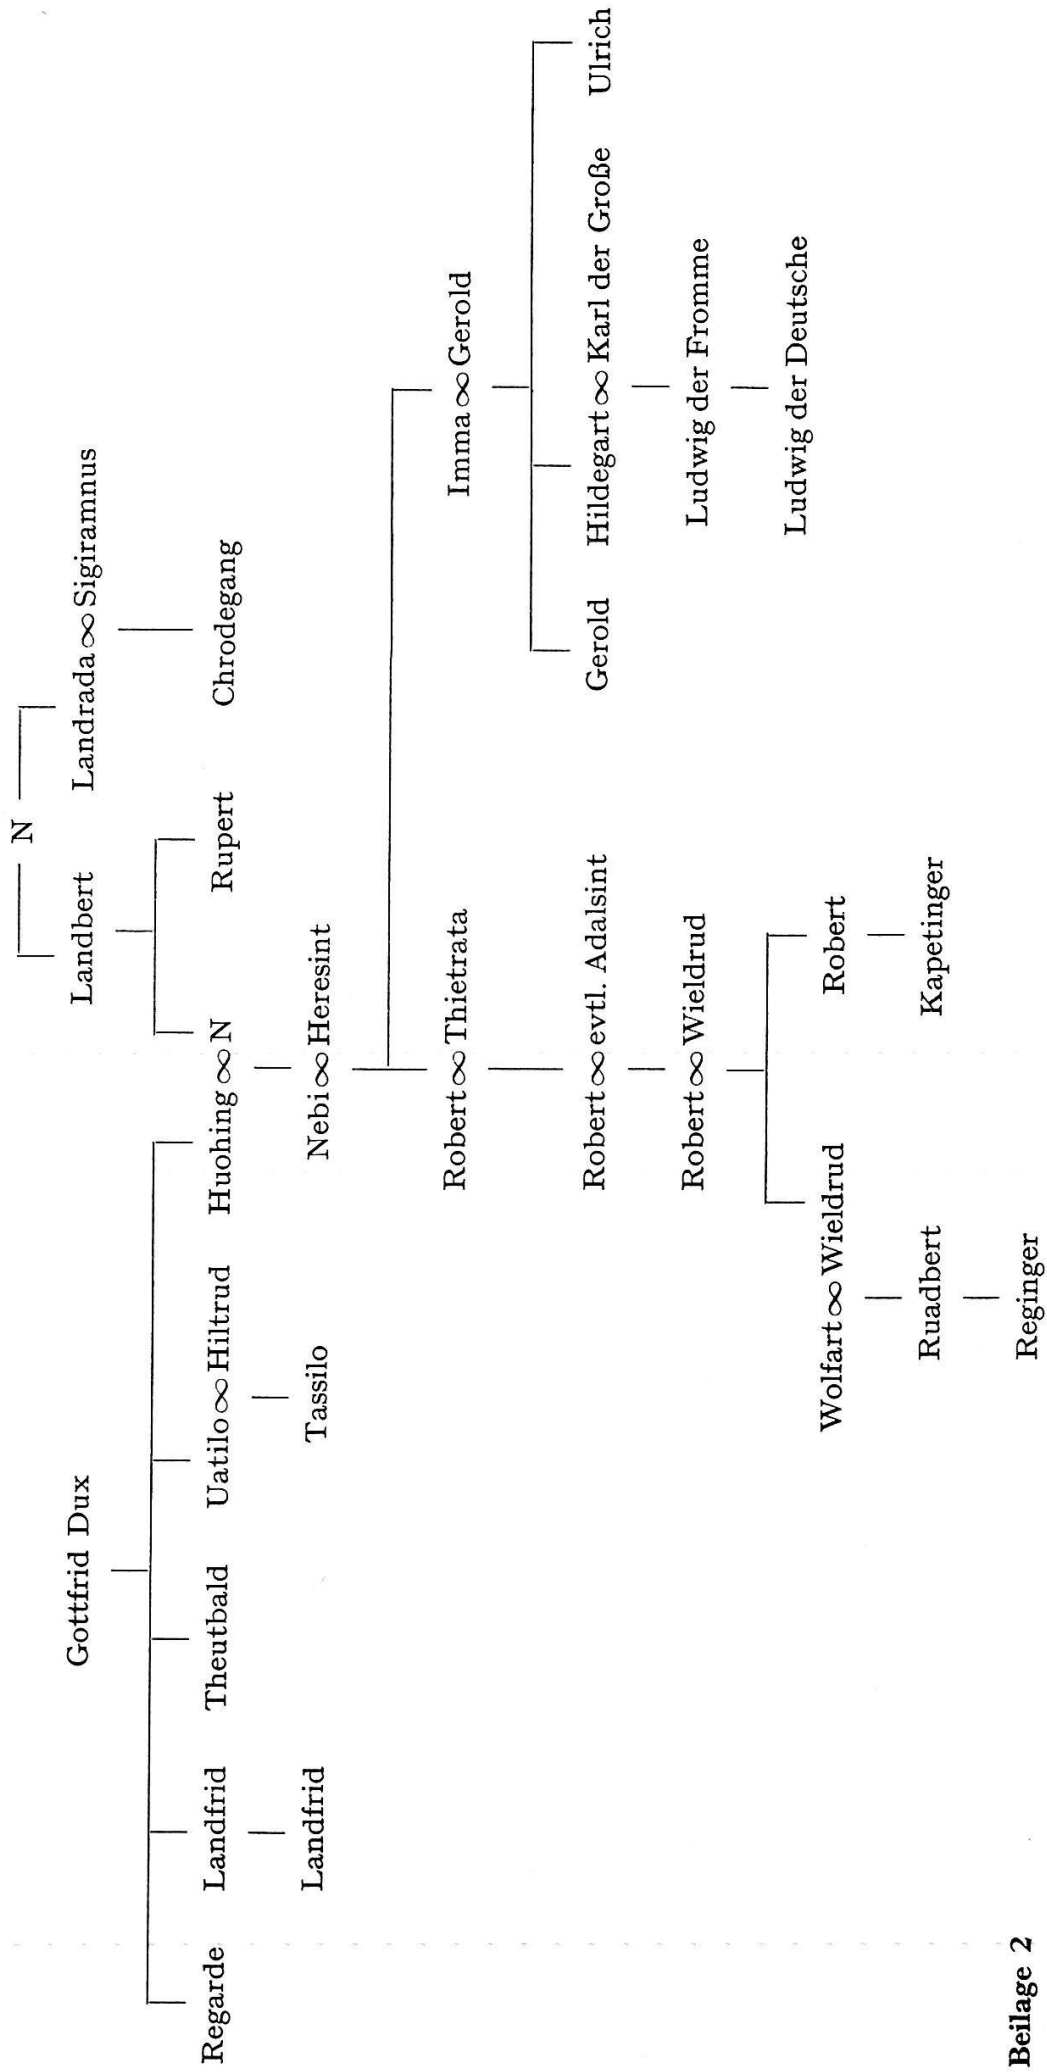 N
Gottfrid Dux Landbert Landrada ∞ Sigiramnus
Regarde Landfrid Theutbald Uatilo ∞ Hiltrud Huohing ∞ N Rupert Chrodegang
Landfrid Tassilo Nebi ∞ Heresint
Robert ∞ Thietrata Imma ∞ Gerold
Robert ∞ evtl. Adalsint Gerold Hildegart ∞ Karl der Große Ulrich
Robert ∞ Wieldrud Ludwig der Fromme
Ludwig der Deutsche
Wolfart ∞ Wieldrud Robert
Ruadbert Kapetinger
Reginger
Beilage 2